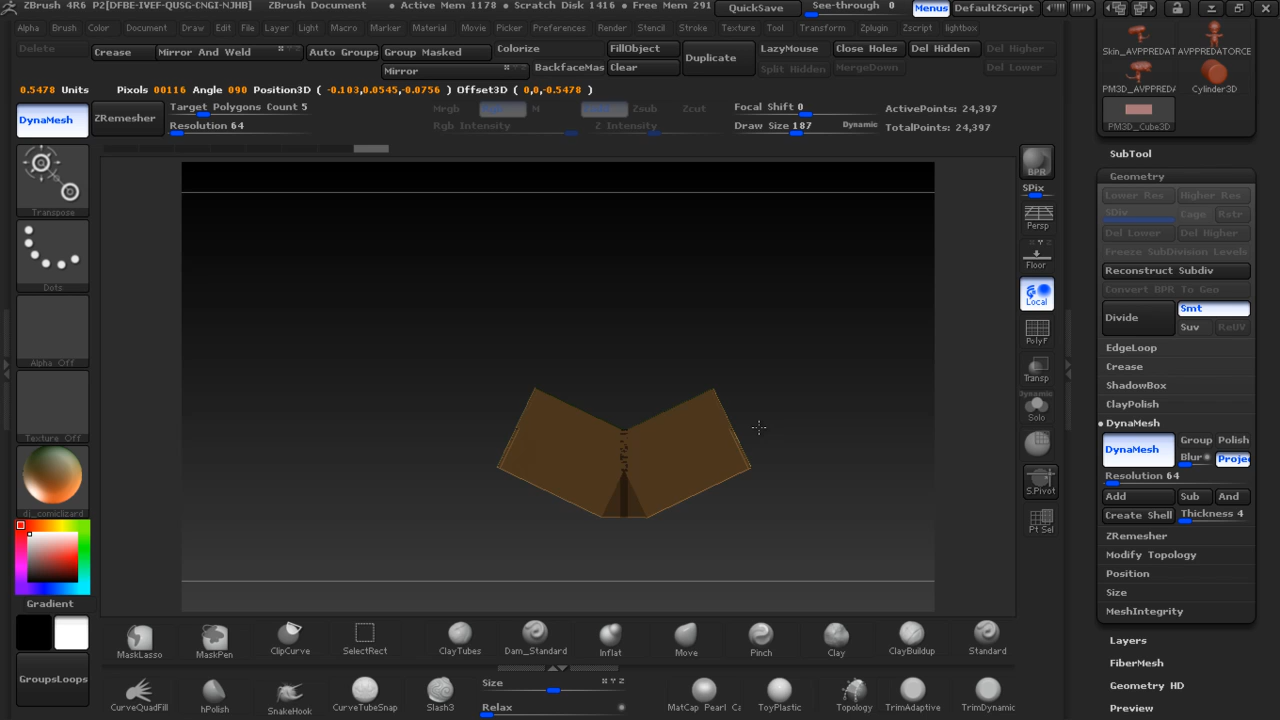 ZBrush 4R6 P2[DFBE-IVEF-QUSG-CNGI-NJHB] ZBrush Document • Active Mem 1178 • Scratch Disk 1416 • Free Mem 291 QuickSave See-through 0 Menus DefaultZScript
Alpha Brush Color Document Draw Edit File Layer Light Macro Marker Material Movie Picker Preferences Render Stencil Stroke Texture Tool Transform Zplugin Zscript lightbox
Delete Crease Mirror And Weld Auto Groups Group Masked Colorize FillObject LazyMouse Close Holes Del Hidden Del Higher
Mirror BackfaceMas Clear Duplicate Split Hidden MergeDown Del Lower
0.5478 Units Pixols 00116 Angle 090 Position3D ( -0.103,0.0545,-0.0756 ) Offset3D ( 0,0,-0.5478 )
DynaMesh ZRemesher Target Polygons Count 5 Mrgb M Zsub Zcut Focal Shift 0 ActivePoints: 24,397
Resolution 64 Rgb Intensity Z Intensity Draw Size 187 Dynamic TotalPoints: 24,397
Transpose
Dots
Alpha Off
Texture Off
dj_comiclizard
Gradient
GroupsLoops
BPR
SPix
Persp
Floor
Local
PolyF
Transp
Dynamic
Solo
S.Pivot
Pt Sel
Skin_AVPPREDAT AVPPREDATORCE
PM3D_AVPPREDA Cylinder3D
PM3D_Cube3D
SubTool
Geometry
Lower Res Higher Res
SDiv Cage Rstr
Del Lower Del Higher
Freeze SubDivision Levels
Reconstruct Subdiv
Convert BPR To Geo
Divide Smt
Suv ReUV
EdgeLoop
Crease
ShadowBox
ClayPolish
DynaMesh
DynaMesh Group Polish
Blur Projec
Resolution 64
Add Sub And
Create Shell Thickness 4
ZRemesher
Modify Topology
Position
Size
MeshIntegrity
Layers
FiberMesh
Geometry HD
Preview
MaskLasso MaskPen ClipCurve SelectRect ClayTubes Dam_Standard Inflat Move Pinch Clay ClayBuildup Standard
CurveQuadFill hPolish SnakeHook CurveTubeSnap Slash3 Size X Y Z MatCap Pearl Ca ToyPlastic Topology TrimAdaptive TrimDynamic
Relax